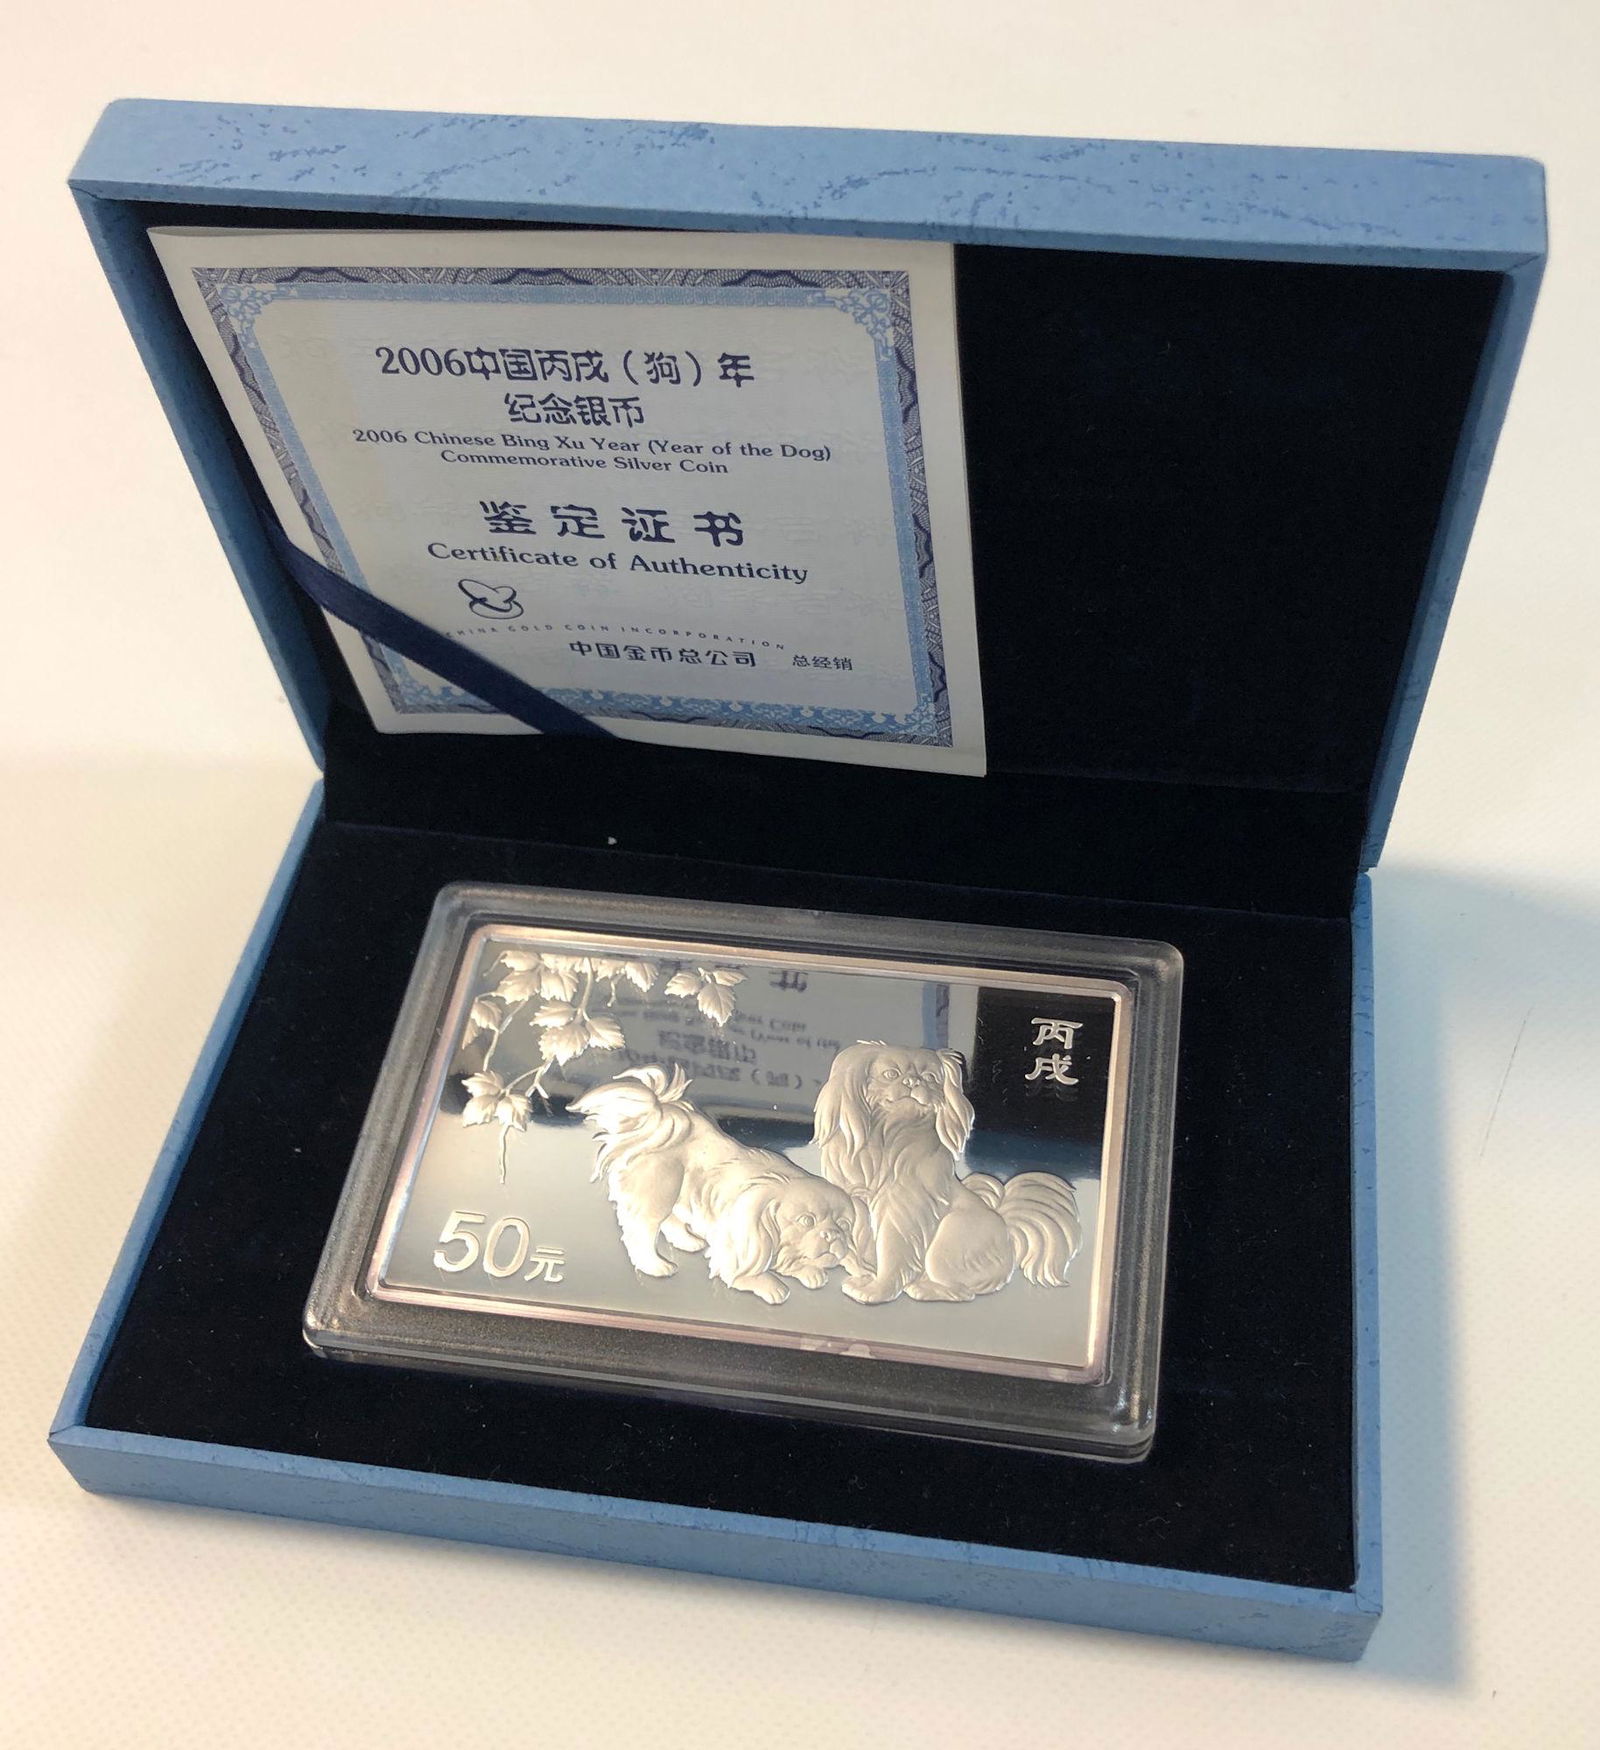 2006中国丙戌（狗）年
纪念银币
2006 Chinese Bing Xu Year (Year of the Dog)
Commemorative Silver Coin
鉴定证书
Certificate of Authenticity
CHINA GOLD COIN INCORPORATION
中国金币总公司 总经销
丙
戌
50元